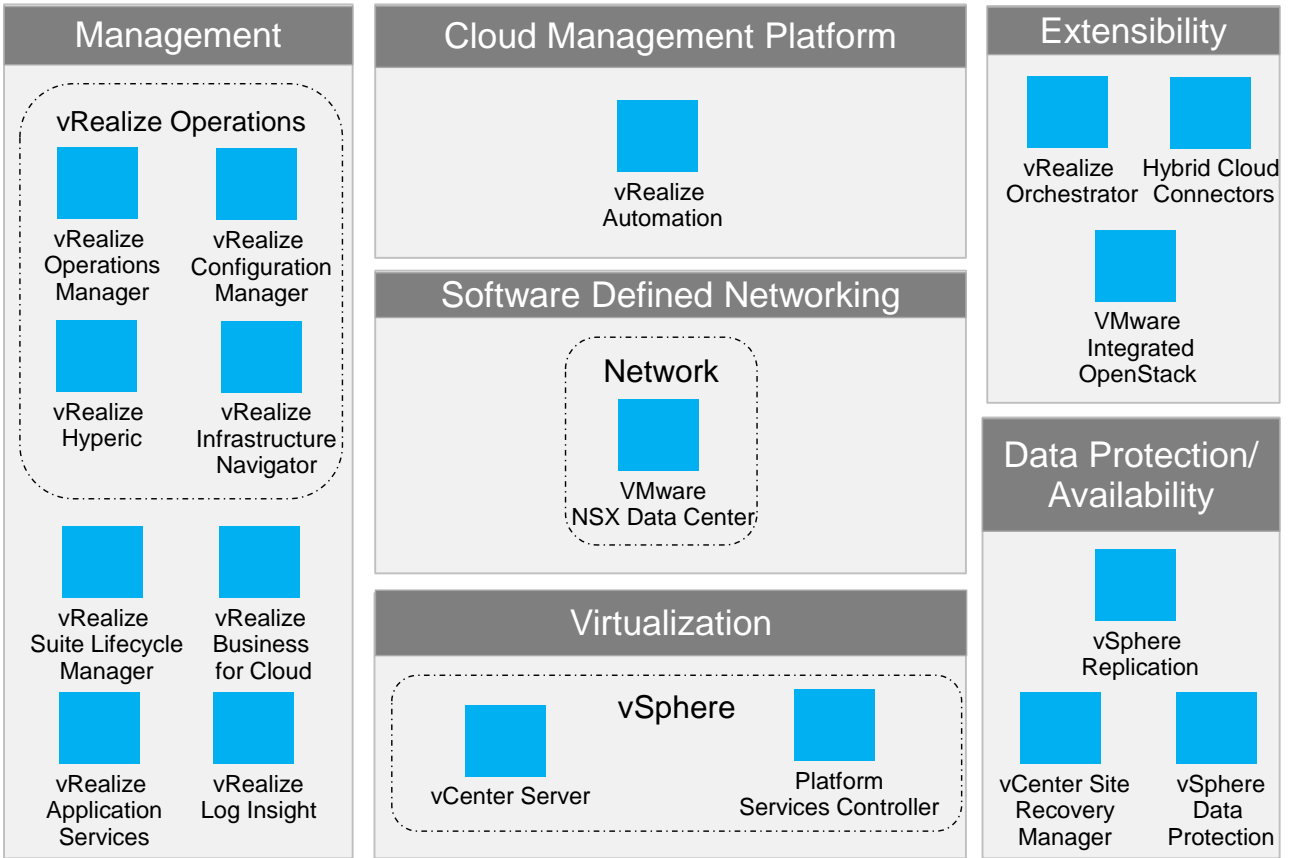 Management
vRealize Operations
vRealize
Operations
Manager
vRealize
Configuration
Manager
vRealize
Hyperic
vRealize
Infrastructure
Navigator
vRealize
Suite Lifecycle
Manager
vRealize
Business
for Cloud
vRealize
Application
Services
vRealize
Log Insight
Cloud Management Platform
vRealize
Automation
Software Defined Networking
Network
VMware
NSX Data Center
Virtualization
vSphere
vCenter Server
Platform
Services Controller
Extensibility
vRealize
Orchestrator
Hybrid Cloud
Connectors
VMware
Integrated
OpenStack
Data Protection/
Availability
vSphere
Replication
vCenter Site
Recovery
Manager
vSphere
Data
Protection